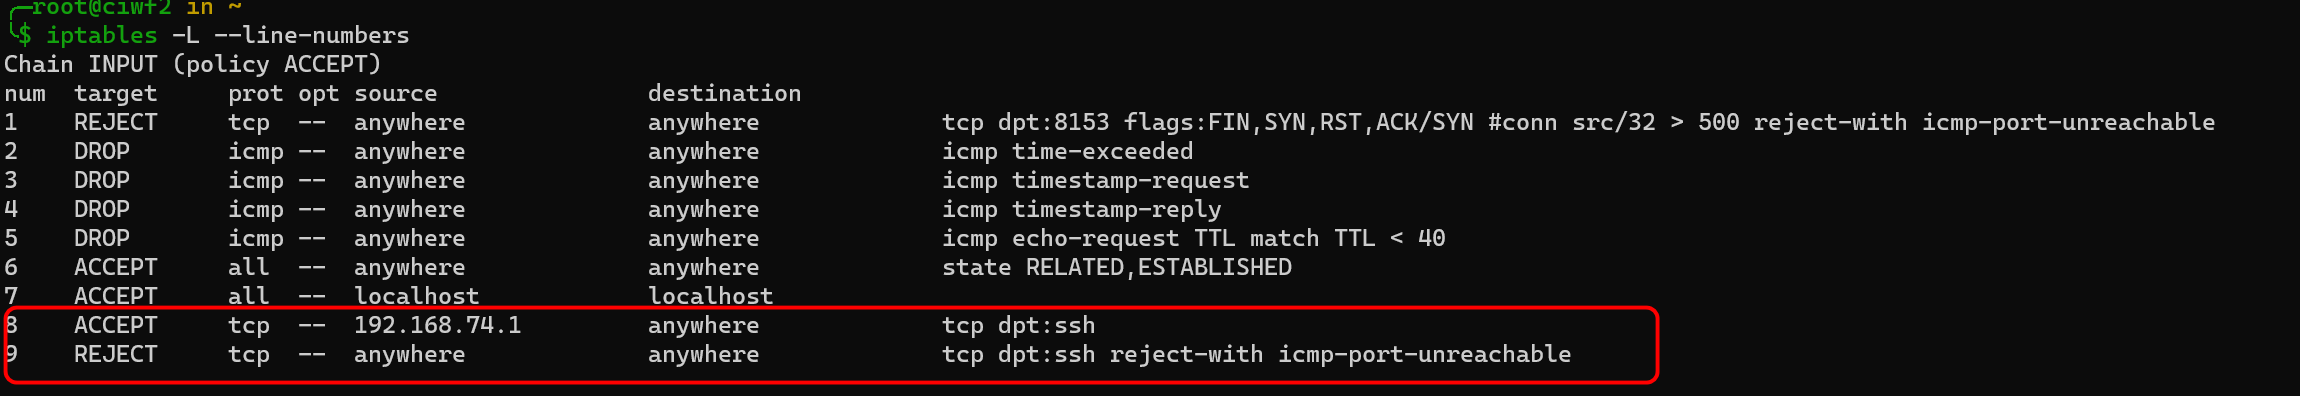 ╭─root@ciwf2 in ~
╰$ iptables -L --line-numbers
Chain INPUT (policy ACCEPT)
num  target     prot opt source               destination
1    REJECT     tcp  --  anywhere             anywhere             tcp dpt:8153 flags:FIN,SYN,RST,ACK/SYN #conn src/32 > 500 reject-with icmp-port-unreachable
2    DROP       icmp --  anywhere             anywhere             icmp time-exceeded
3    DROP       icmp --  anywhere             anywhere             icmp timestamp-request
4    DROP       icmp --  anywhere             anywhere             icmp timestamp-reply
5    DROP       icmp --  anywhere             anywhere             icmp echo-request TTL match TTL < 40
6    ACCEPT     all  --  anywhere             anywhere             state RELATED,ESTABLISHED
7    ACCEPT     all  --  localhost            localhost
8    ACCEPT     tcp  --  192.168.74.1         anywhere             tcp dpt:ssh
9    REJECT     tcp  --  anywhere             anywhere             tcp dpt:ssh reject-with icmp-port-unreachable